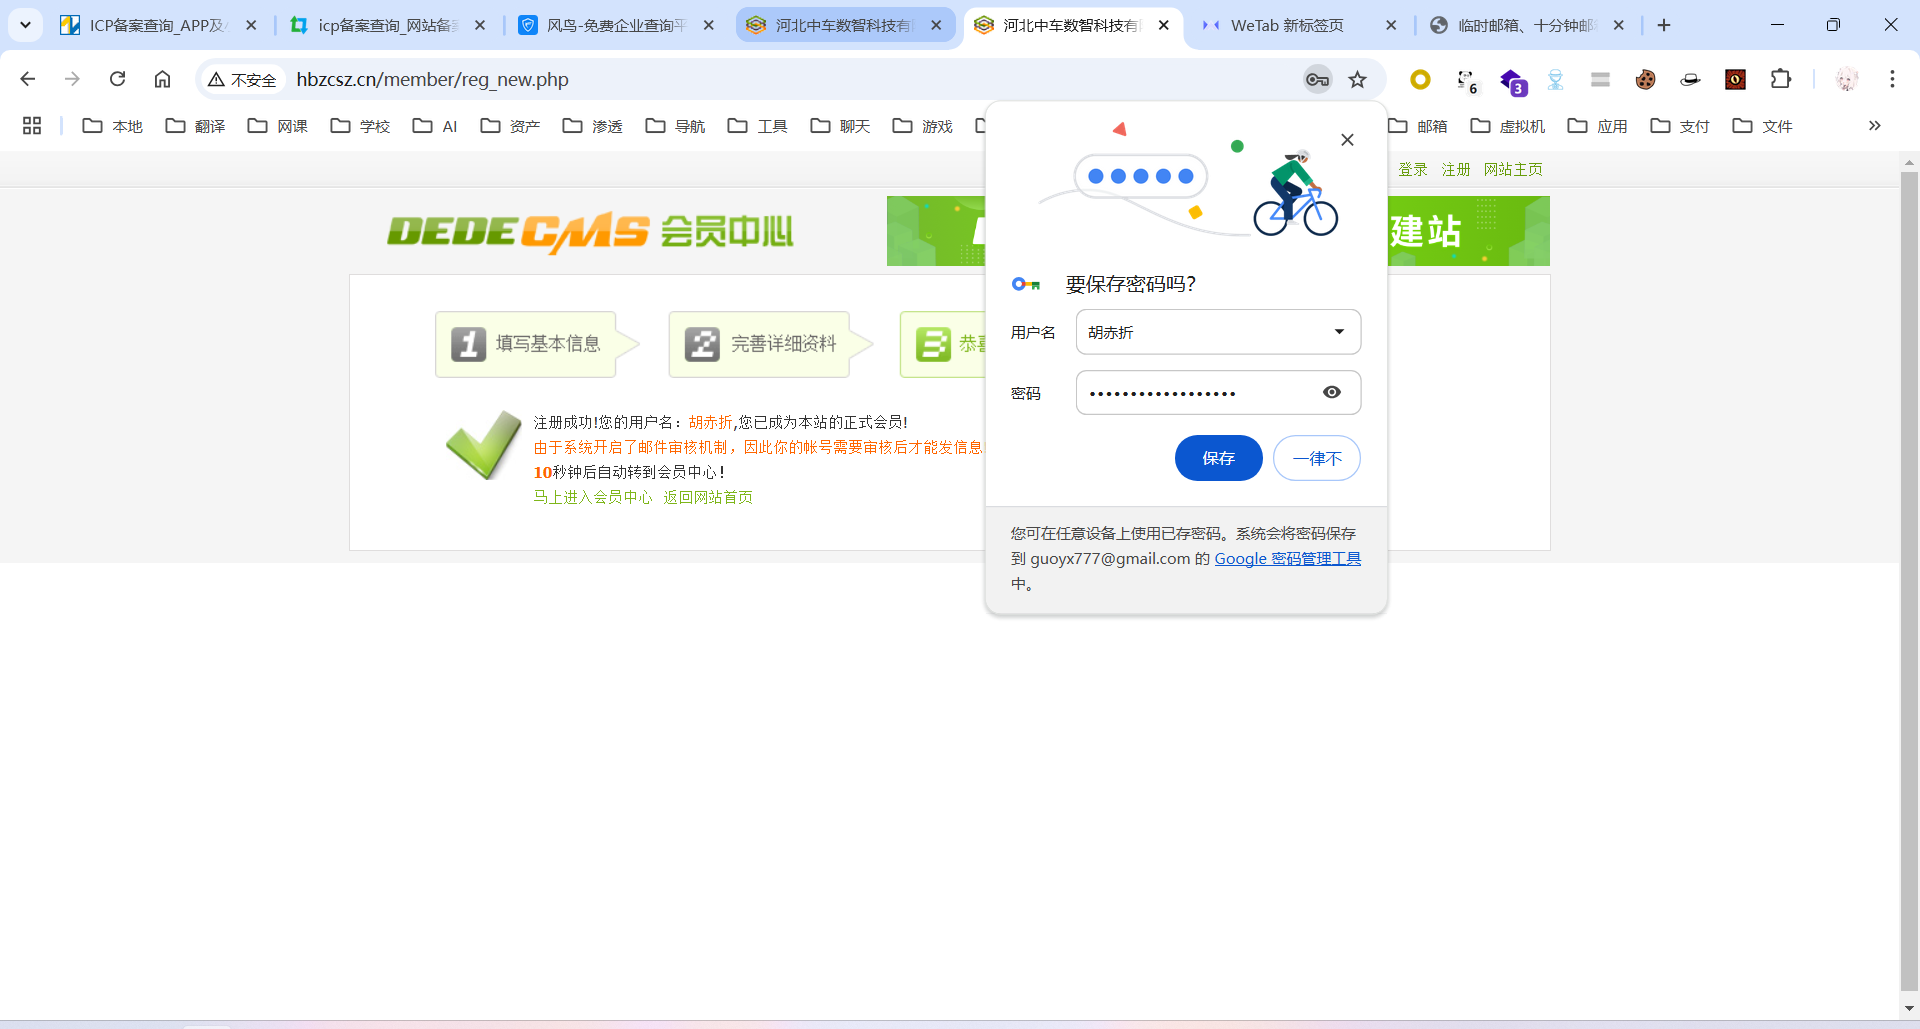 ICP备案查询_APP及小
icp备案查询_网站备案
风鸟-免费企业查询平
河北中车数智科技有限
河北中车数智科技有限
WeTab 新标签页
临时邮箱、十分钟邮箱
不安全
hbzcsz.cn/member/reg_new.php
6
3
本地
翻译
网课
学校
AI
资产
渗透
导航
工具
聊天
游戏
邮箱
虚拟机
应用
支付
文件
登录 注册 网站主页
DEDECMS 会员中心
建站
1 填写基本信息
2 完善详细资料
3 恭喜
注册成功!您的用户名：胡赤折,您已成为本站的正式会员!
由于系统开启了邮件审核机制，因此你的帐号需要审核后才能发信息
10秒钟后自动转到会员中心！
马上进入会员中心 返回网站首页
要保存密码吗？
用户名
胡赤折
密码
••••••••••••••••••
保存
一律不
您可在任意设备上使用已存密码。系统会将密码保存
到 guoyx777@gmail.com 的 Google 密码管理工具
中。